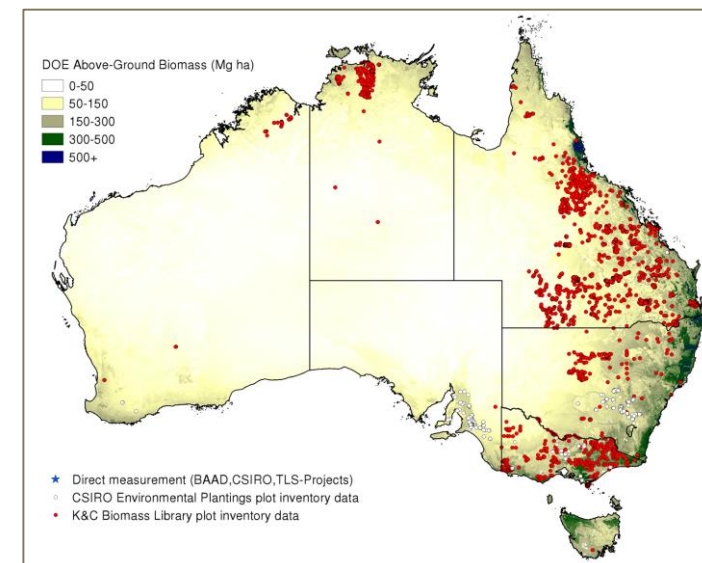 DOE Above-Ground Biomass (Mg ha)
0-50
50-150
150-300
300-500
500+
Direct measurement (BAAD,CSIRO,TLS-Projects)
CSIRO Environmental Plantings plot inventory data
K&C Biomass Library plot inventory data